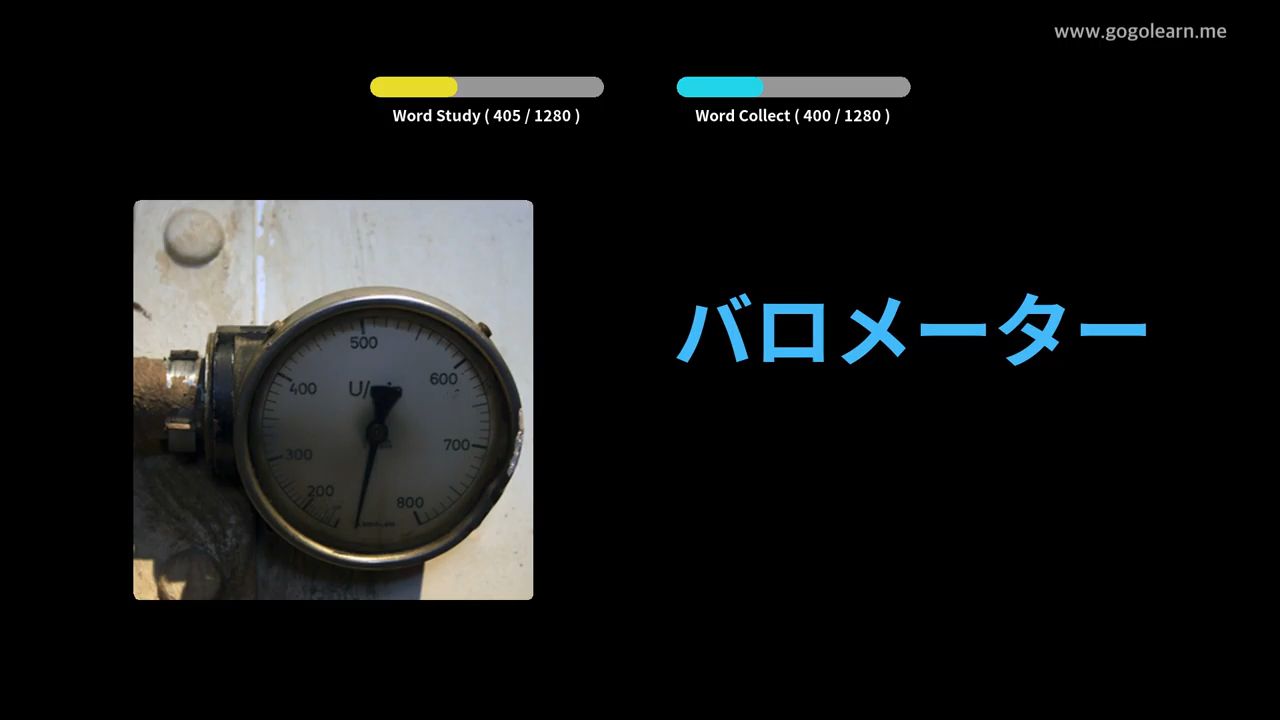 www.gogolearn.me
Word Study ( 405 / 1280 )
Word Collect ( 400 / 1280 )
バロメーター
500
400
600
U/
300
700
200
800